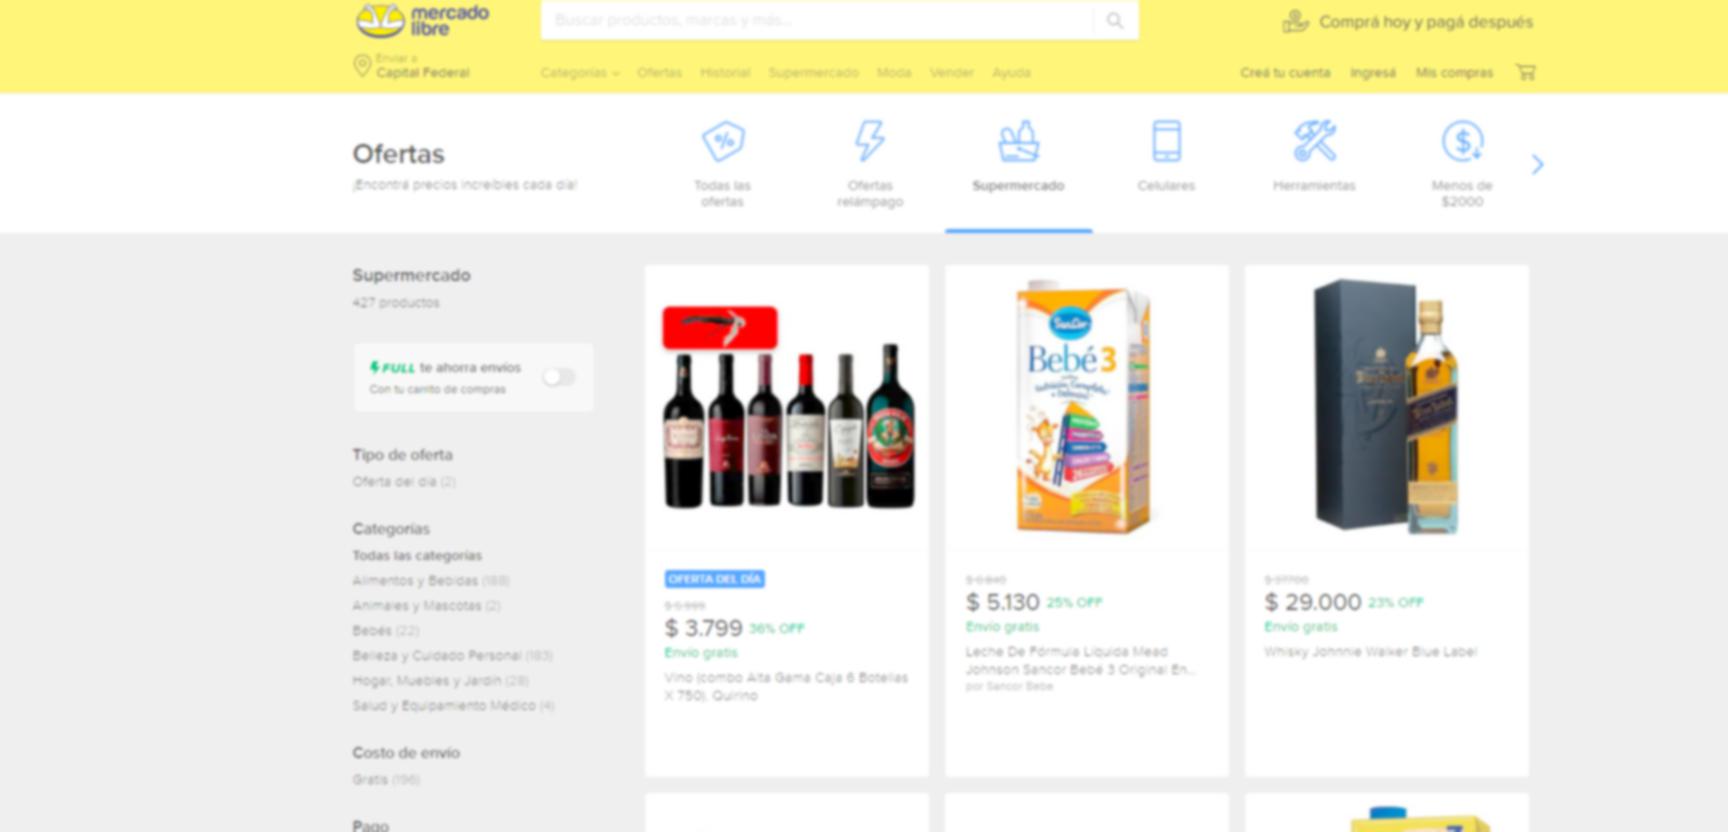 mercado
libre
Buscar productos, marcas y más...
Comprá hoy y pagá después
Enviar a
Capital Federal
Categorías
Ofertas
Historial
Supermercado
Moda
Vender
Ayuda
Creá tu cuenta
Ingresá
Mis compras
Ofertas
¡Encontrá precios increíbles cada día!
Todas las
ofertas
Ofertas
relámpago
Supermercado
Celulares
Herramientas
Menos de
$2000
Supermercado
427 productos
FULL te ahorra envíos
Con tu carrito de compras
Tipo de oferta
Oferta del día (2)
Categorías
Todas las categorías
Alimentos y Bebidas (188)
Animales y Mascotas (2)
Bebés (22)
Belleza y Cuidado Personal (183)
Hogar, Muebles y Jardín (28)
Salud y Equipamiento Médico (4)
Costo de envío
Gratis (196)
Pago
OFERTA DEL DÍA
$ 3.799 36% OFF
Envío gratis
Vino (combo Alta Gama Caja 6 Botellas
X 750), Quirino
SanCor
Bebé 3
$ 6.840
$ 5.130 25% OFF
Envío gratis
Leche De Fórmula Líquida Mead
Johnson Sancor Bebé 3 Original En...
por Sancor Bebe
$ 37.700
$ 29.000 23% OFF
Envío gratis
Whisky Johnnie Walker Blue Label